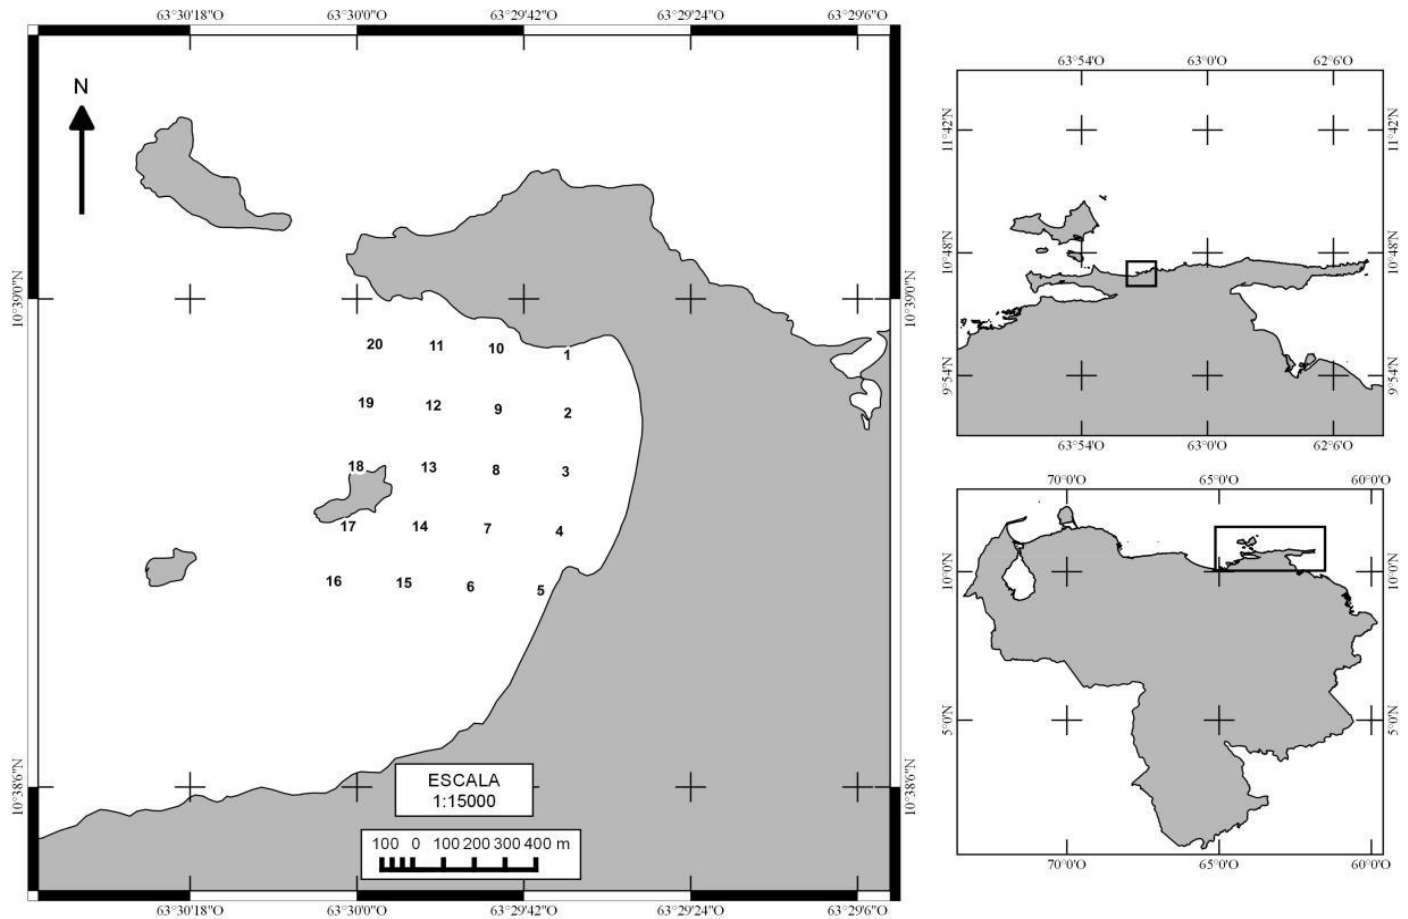 63°30'18"O 63°30'0"O 63°29'42"O 63°29'24"O 63°29'6"O
N
10°39'0"N 10°39'0"N
20 11 10 1
19 12 9 2
18 13 8 3
17 14 7 4
16 15 6 5
10°38'6"N 10°38'6"N
ESCALA
1:15000
100 0 100 200 300 400 m
63°30'18"O 63°30'0"O 63°29'42"O 63°29'24"O 63°29'6"O
63°54'O 63°0'O 62°6'O
11°42'N 11°42'N
10°48'N 10°48'N
9°54'N 9°54'N
63°54'O 63°0'O 62°6'O
70°0'O 65°0'O 60°0'O
10°0'N 10°0'N
5°0'N 5°0'N
70°0'O 65°0'O 60°0'O